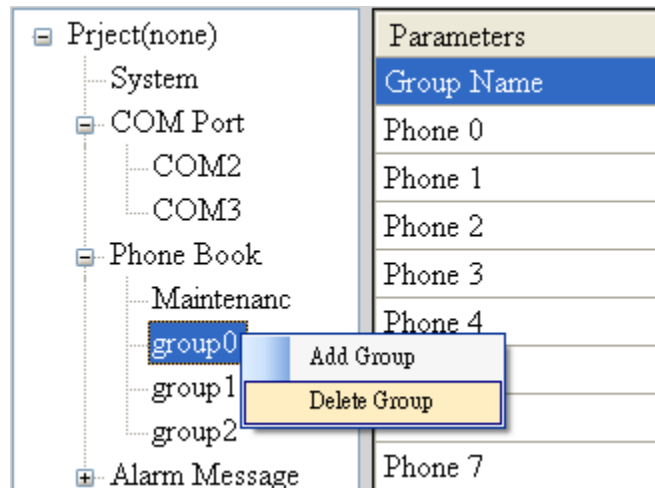 Prject(none)
System
COM Port
COM2
COM3
Phone Book
Maintenanc
group0
group1
group2
Alarm Message
Parameters
Group Name
Phone 0
Phone 1
Phone 2
Phone 3
Phone 4
Phone 7
Add Group
Delete Group